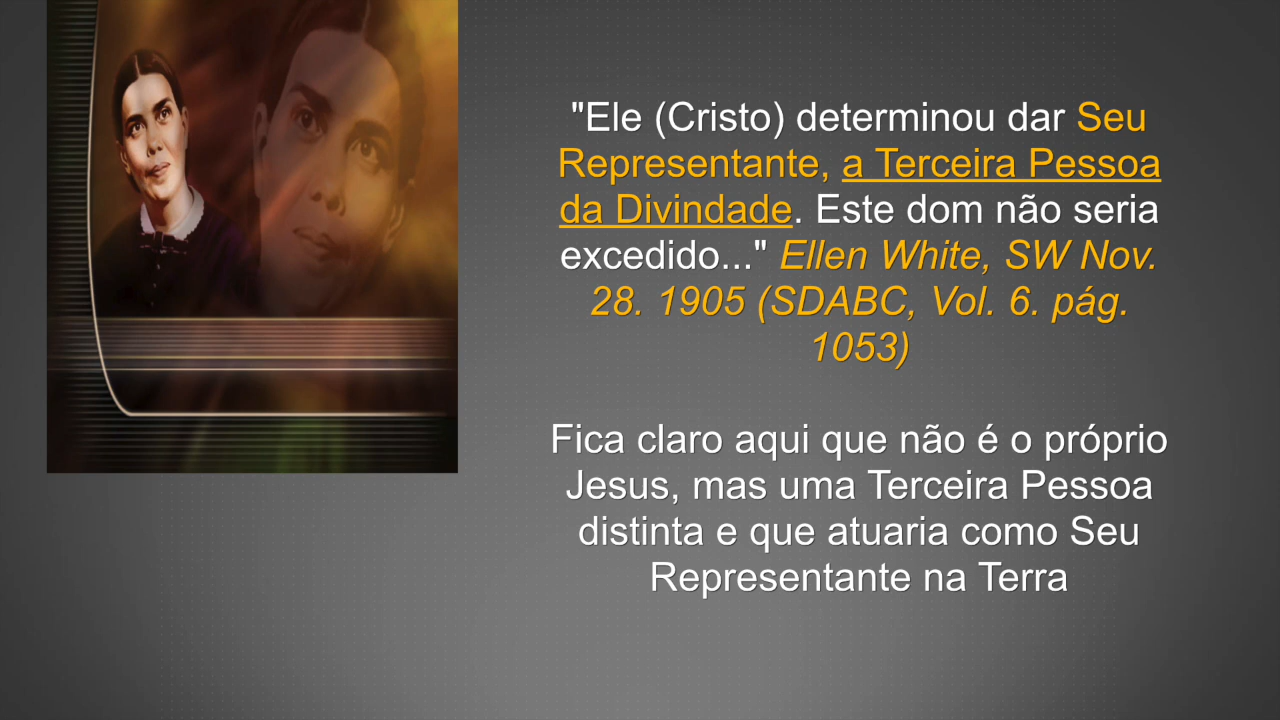 "Ele (Cristo) determinou dar Seu
Representante, a Terceira Pessoa
da Divindade. Este dom não seria
excedido..." Ellen White, SW Nov.
28. 1905 (SDABC, Vol. 6. pág.
1053)
Fica claro aqui que não é o próprio
Jesus, mas uma Terceira Pessoa
distinta e que atuaria como Seu
Representante na Terra